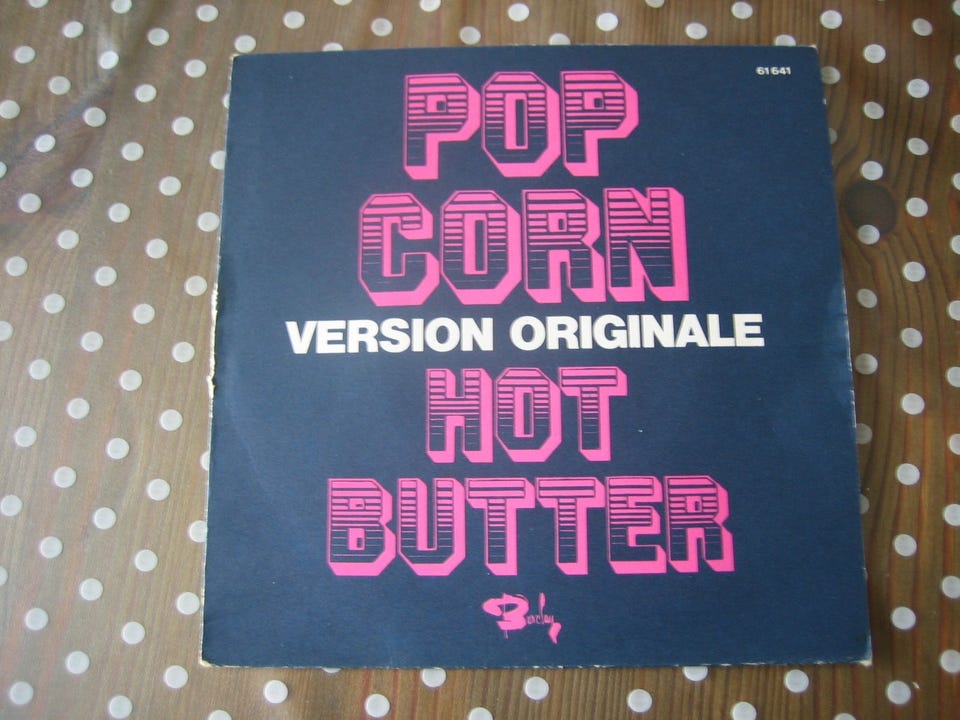 61641
POP
CORN
VERSION ORIGINALE
HOT
BUTTER
Barclay